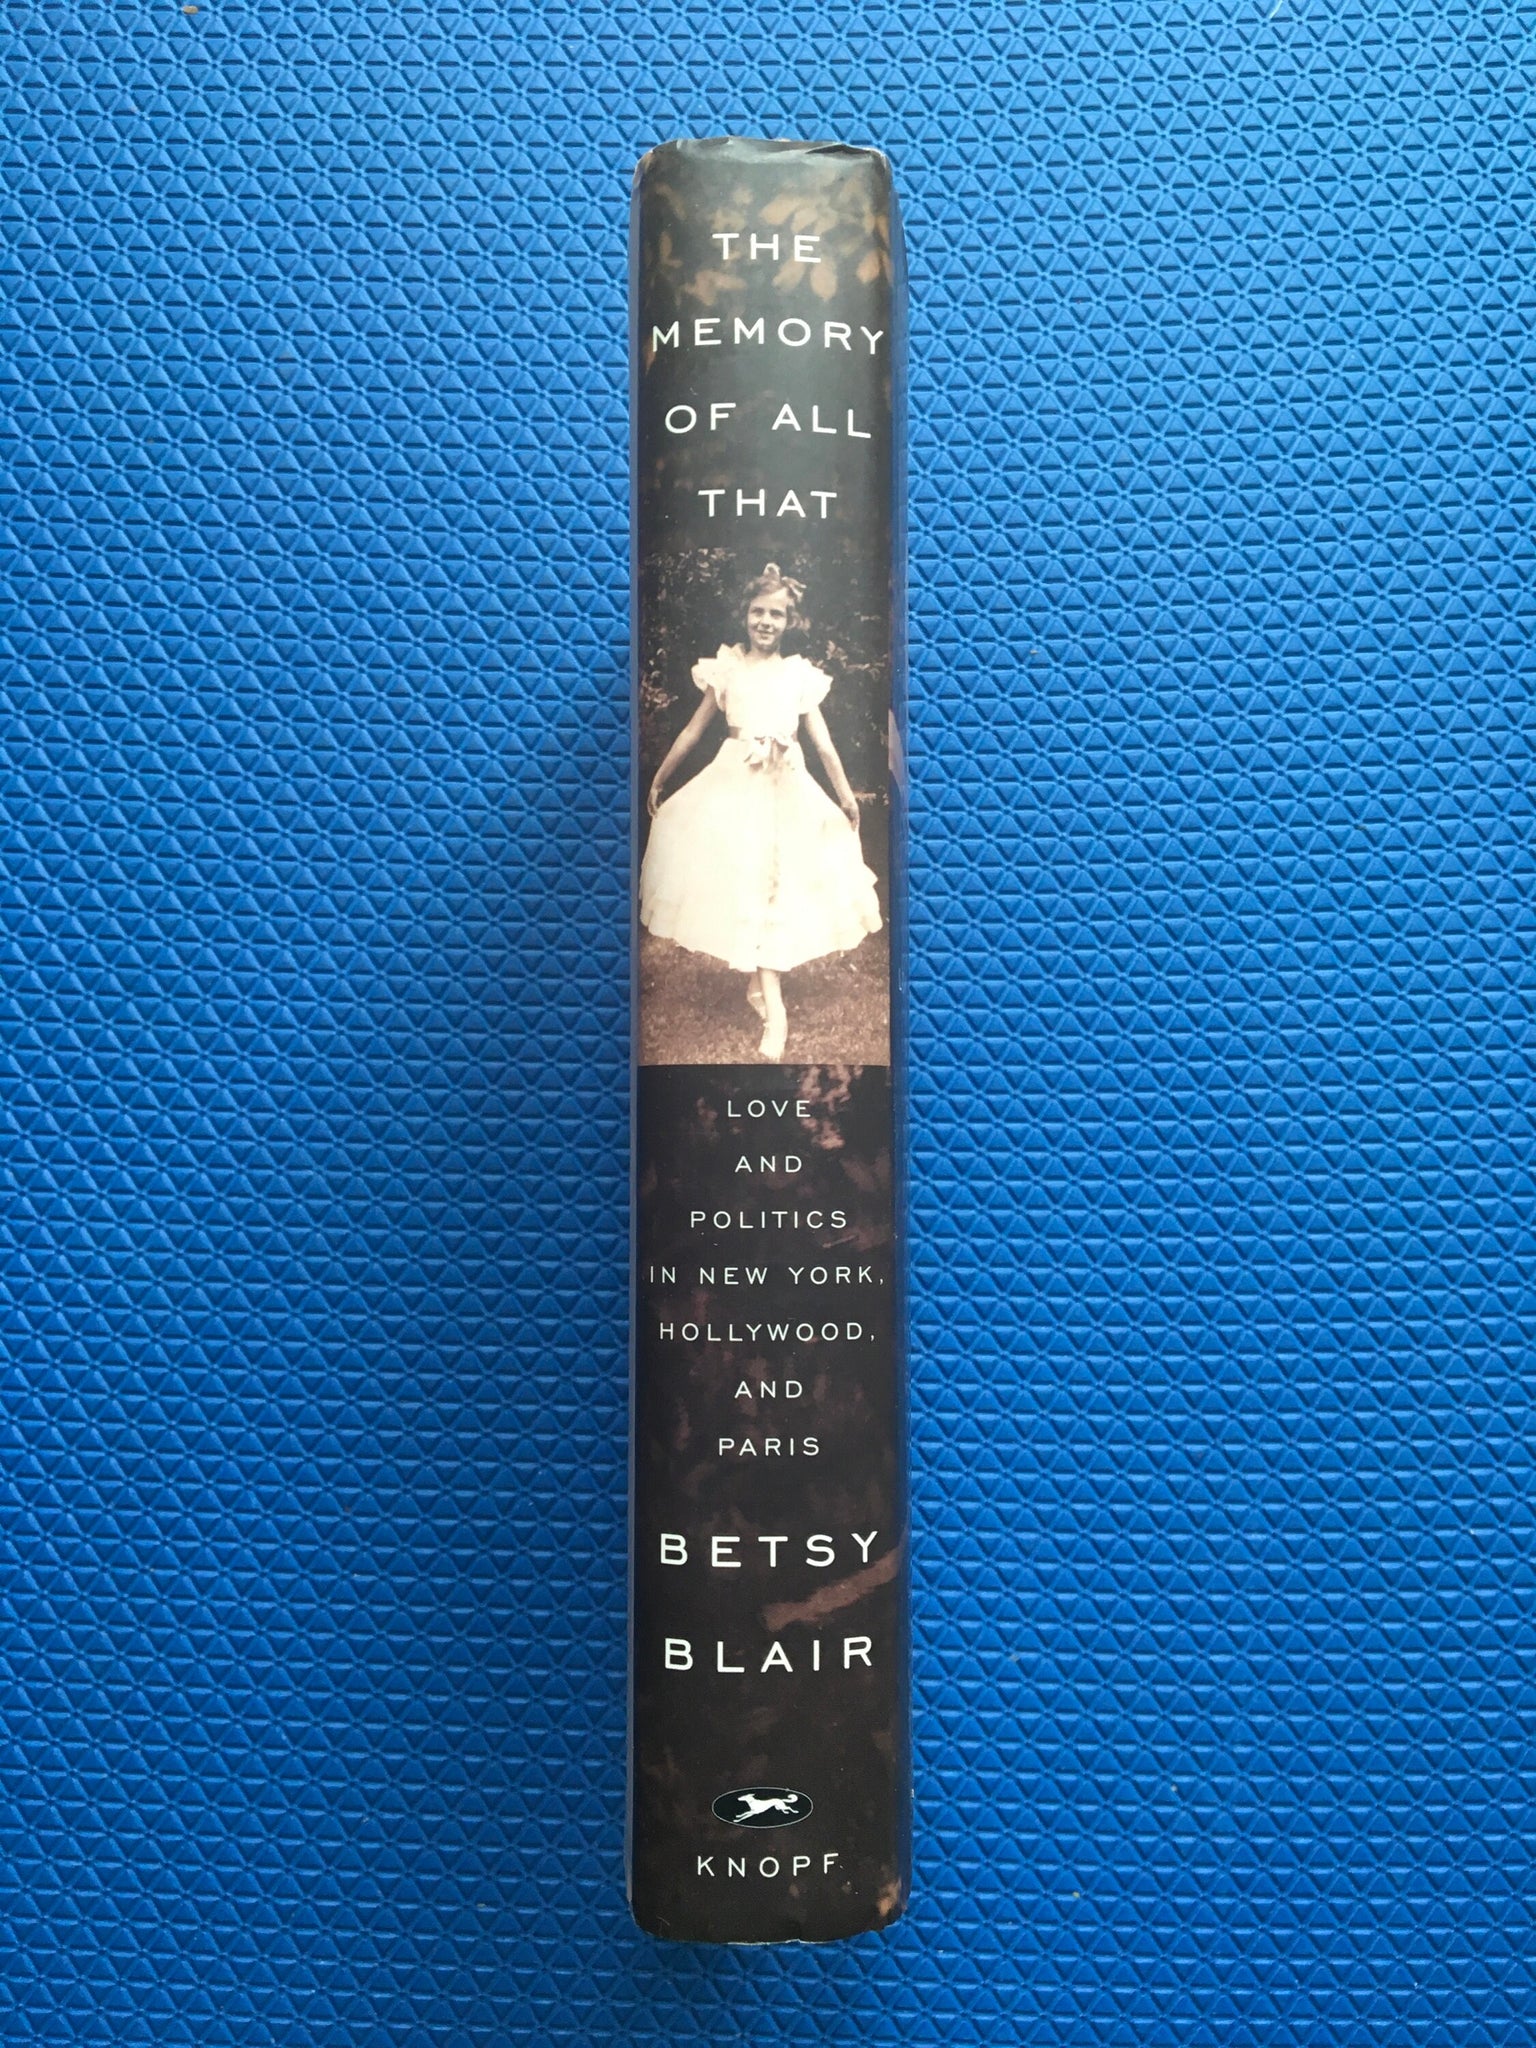 THE
MEMORY
OF ALL
THAT
LOVE
AND
POLITICS
IN NEW YORK,
HOLLYWOOD,
AND
PARIS
BETSY
BLAIR
KNOPF